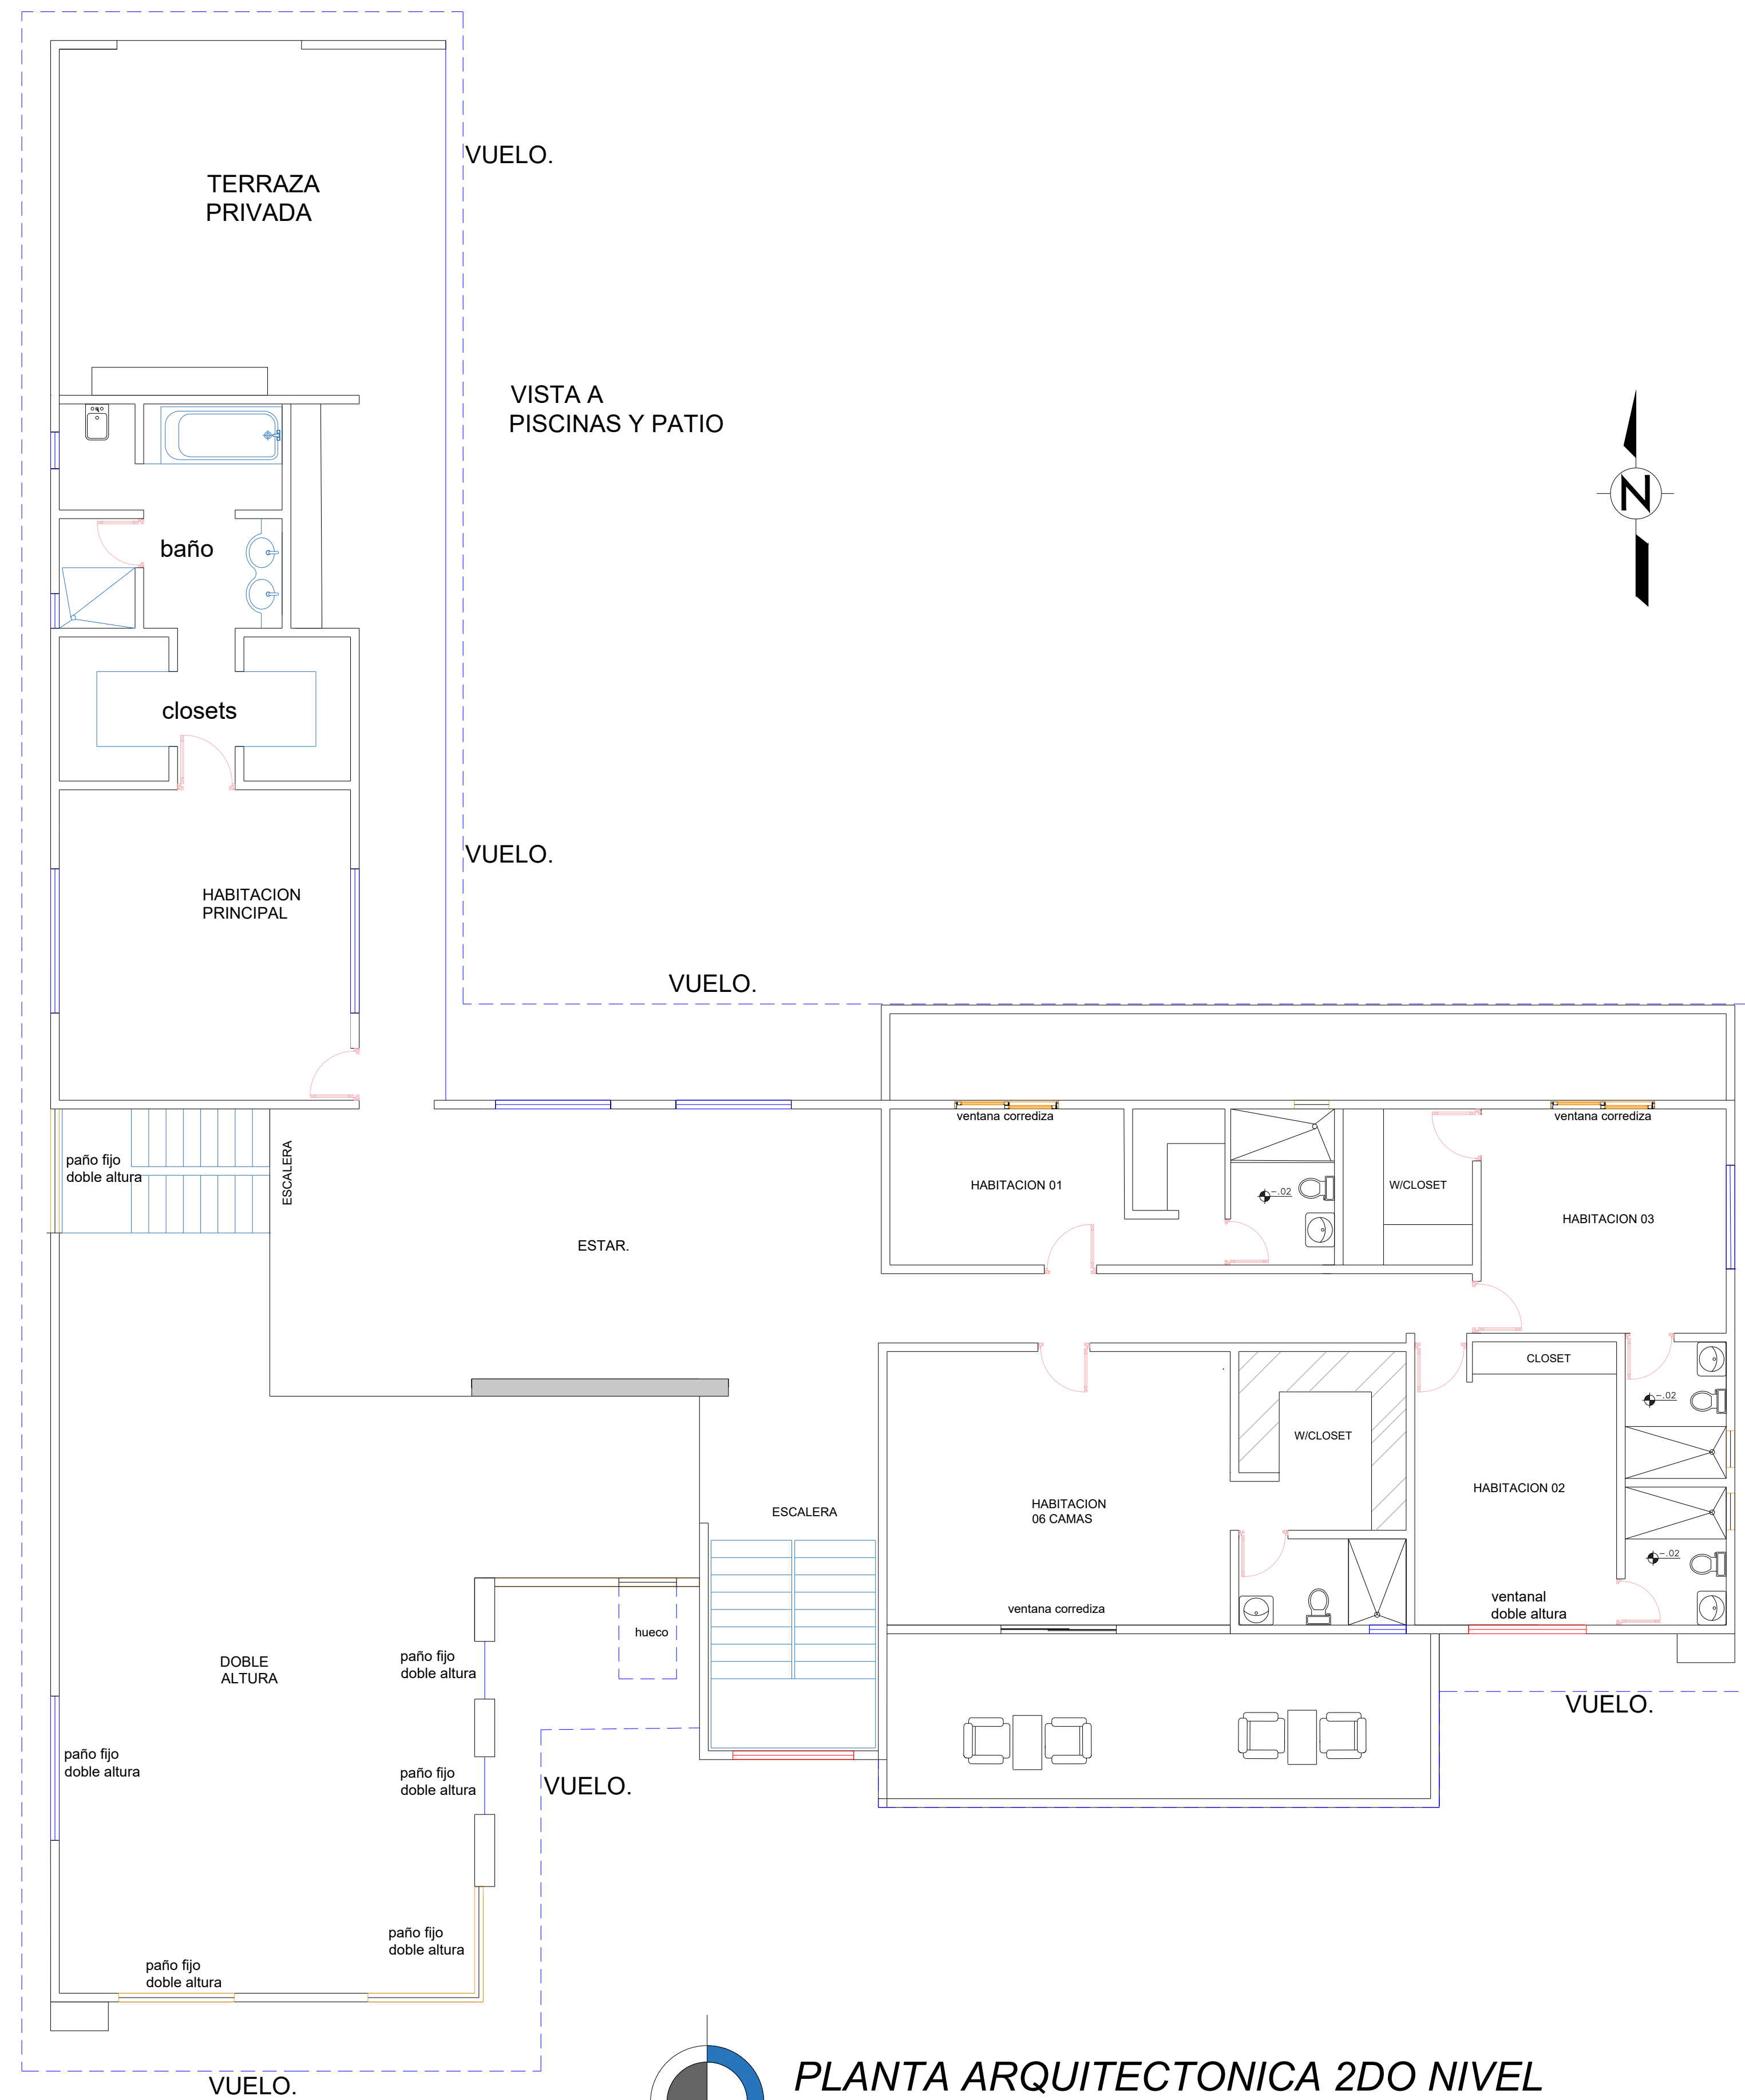 VUELO.
TERRAZA
PRIVADA
VISTA A
PISCINAS Y PATIO
N
baño
closets
VUELO.
HABITACION
PRINCIPAL
VUELO.
ventana corrediza
ventana corrediza
paño fijo
doble altura
ESCALERA
HABITACION 01
-.02
W/CLOSET
HABITACION 03
ESTAR.
CLOSET
-.02
W/CLOSET
HABITACION 02
HABITACION
06 CAMAS
ESCALERA
-.02
ventana corrediza
ventanal
doble altura
hueco
DOBLE
ALTURA
paño fijo
doble altura
VUELO.
paño fijo
doble altura
paño fijo
doble altura
VUELO.
paño fijo
doble altura
paño fijo
doble altura
PLANTA ARQUITECTONICA 2DO NIVEL
VUELO.